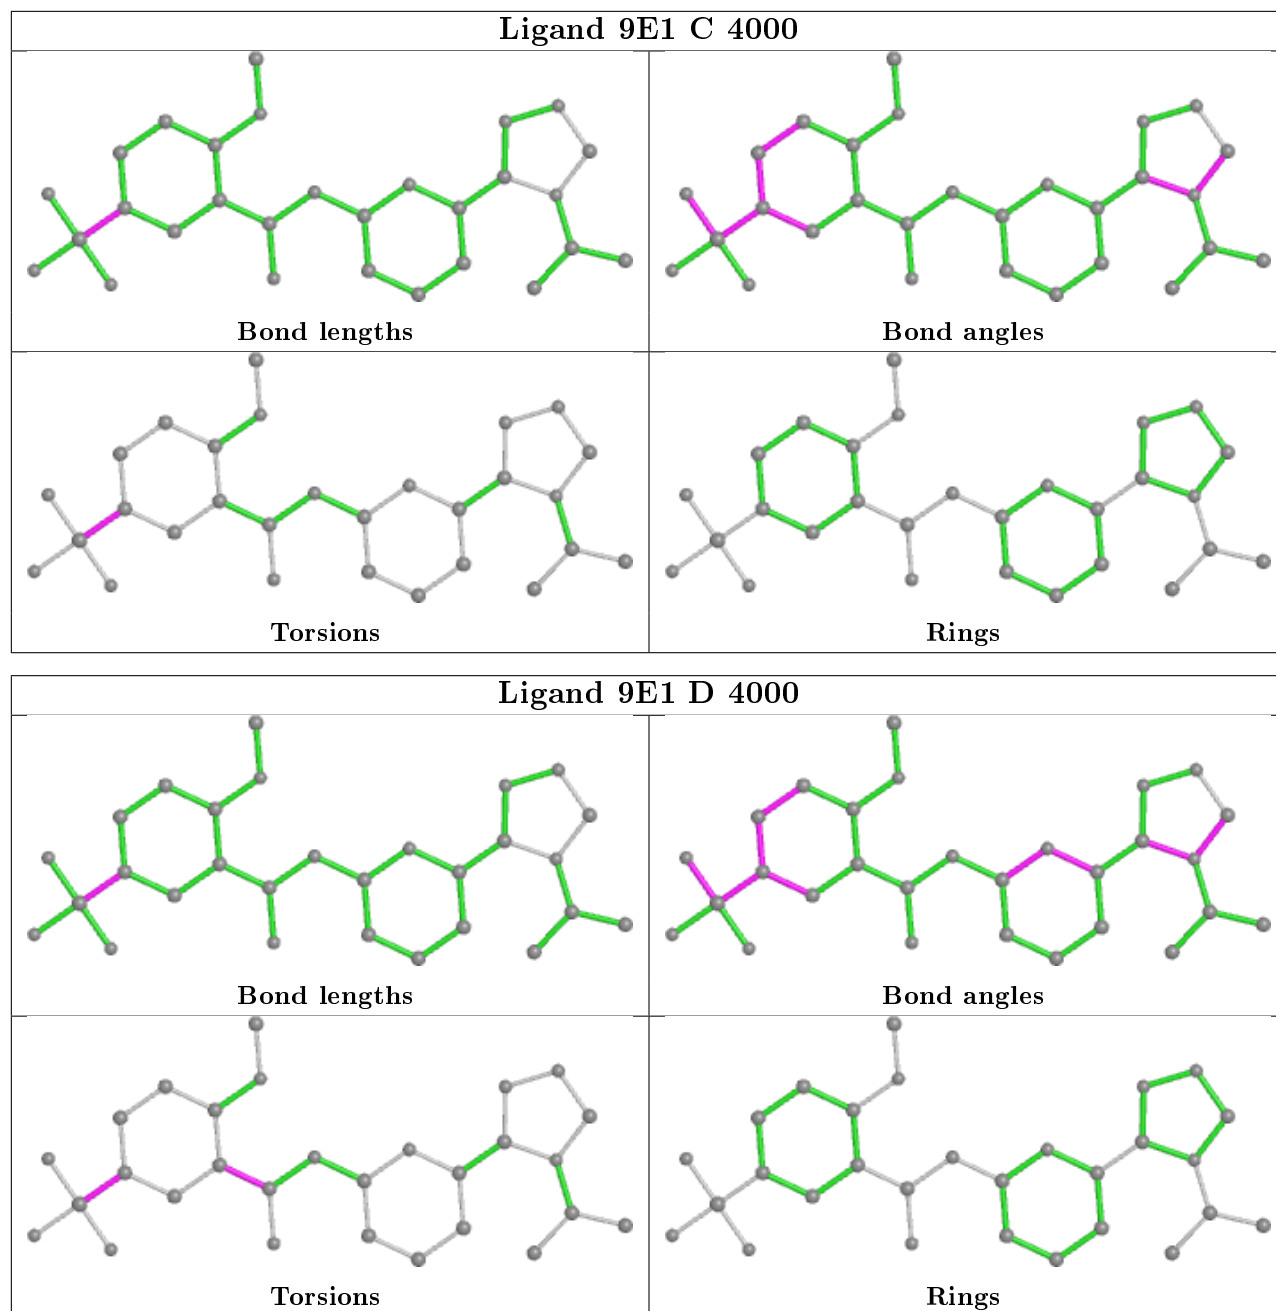 Ligand 9E1 C 4000
Bond lengths
Bond angles
Torsions
Rings
Ligand 9E1 D 4000
Bond lengths
Bond angles
Torsions
Rings